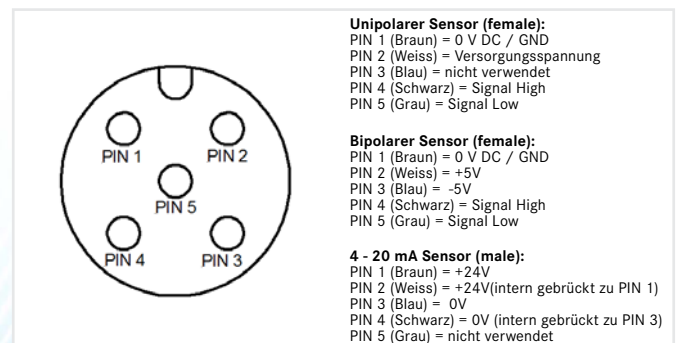 PIN 1
PIN 2
PIN 5
PIN 4
PIN 3
Unipolarer Sensor (female):
PIN 1 (Braun) = 0 V DC / GND
PIN 2 (Weiss) = Versorgungsspannung
PIN 3 (Blau) = nicht verwendet
PIN 4 (Schwarz) = Signal High
PIN 5 (Grau) = Signal Low
Bipolarer Sensor (female):
PIN 1 (Braun) = 0 V DC / GND
PIN 2 (Weiss) = +5V
PIN 3 (Blau) = -5V
PIN 4 (Schwarz) = Signal High
PIN 5 (Grau) = Signal Low
4 - 20 mA Sensor (male):
PIN 1 (Braun) = +24V
PIN 2 (Weiss) = +24V(intern gebrückt zu PIN 1)
PIN 3 (Blau) = 0V
PIN 4 (Schwarz) = 0V (intern gebrückt zu PIN 3)
PIN 5 (Grau) = nicht verwendet